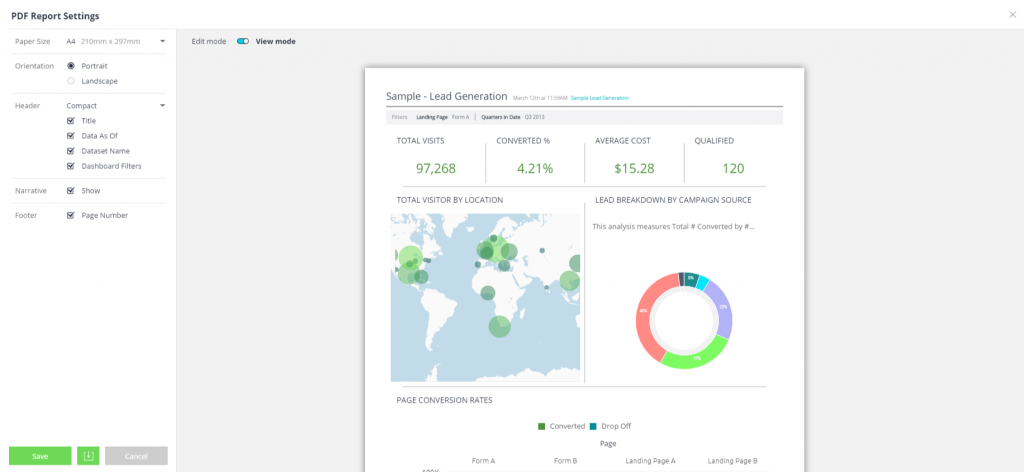 PDF Report Settings
Paper Size A4 210mm x 297mm
Orientation Portrait
Landscape
Header Compact
Title
Data As Of
Dataset Name
Dashboard Filters
Narrative Show
Footer Page Number
Save Cancel
Edit mode View mode
Sample - Lead Generation March 13th at 11:59AM Sample Lead Generation
Filters Landing Page Form A Quarters in Date Q3 2013
TOTAL VISITS CONVERTED % AVERAGE COST QUALIFIED
97,268 4.21% $15.28 120
TOTAL VISITOR BY LOCATION LEAD BREAKDOWN BY CAMPAIGN SOURCE
This analysis measures Total # Converted by #...
PAGE CONVERSION RATES
Converted Drop Off
Page
Form A Form B Landing Page A Landing Page B